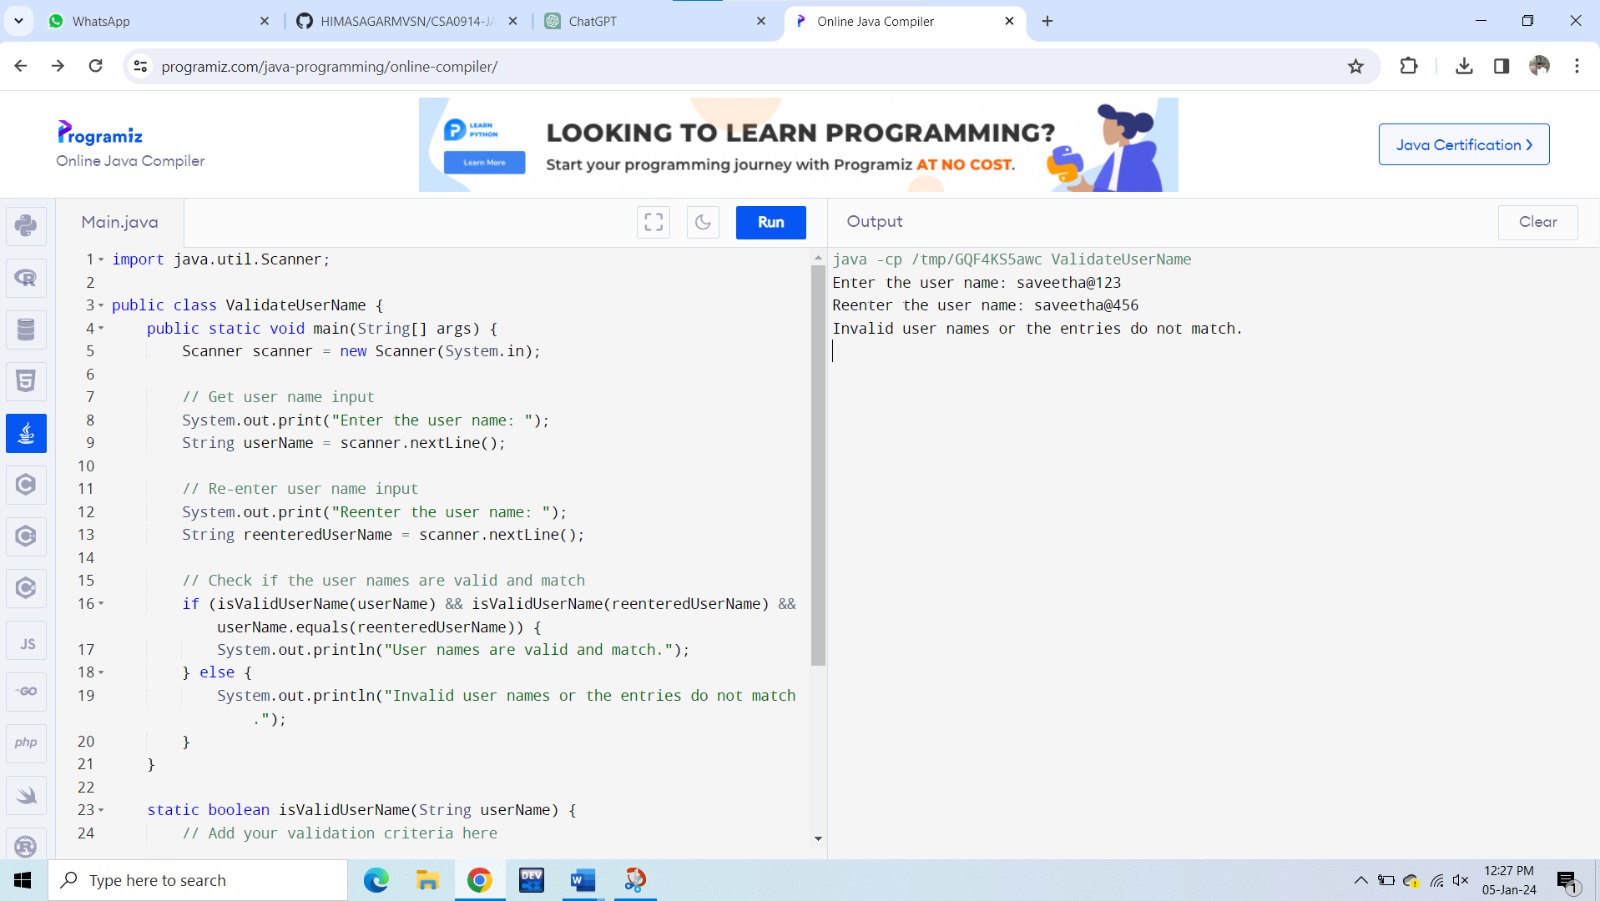 WhatsApp
HIMASAGARMVSN/CSA0914-JA
ChatGPT
Online Java Compiler
programiz.com/java-programming/online-compiler/
Programiz
Online Java Compiler
LEARN
PYTHON
Learn More
LOOKING TO LEARN PROGRAMMING?
Start your programming journey with Programiz AT NO COST.
Java Certification
Main.java
Run
Output
Clear
1 import java.util.Scanner;
2
3 public class ValidateUserName {
4 public static void main(String[] args) {
5 Scanner scanner = new Scanner(System.in);
6
7 // Get user name input
8 System.out.print("Enter the user name: ");
9 String userName = scanner.nextLine();
10
11 // Re-enter user name input
12 System.out.print("Reenter the user name: ");
13 String reenteredUserName = scanner.nextLine();
14
15 // Check if the user names are valid and match
16 if (isValidUserName(userName) && isValidUserName(reenteredUserName) &&
userName.equals(reenteredUserName)) {
17 System.out.println("User names are valid and match.");
18 } else {
19 System.out.println("Invalid user names or the entries do not match
.");
20 }
21 }
22
23 static boolean isValidUserName(String userName) {
24 // Add your validation criteria here
java -cp /tmp/GQF4KS5awc ValidateUserName
Enter the user name: saveetha@123
Reenter the user name: saveetha@456
Invalid user names or the entries do not match.
R
5
C
C
C
JS
GO
php
R
Type here to search
DEV
W
12:27 PM
05-Jan-24
1